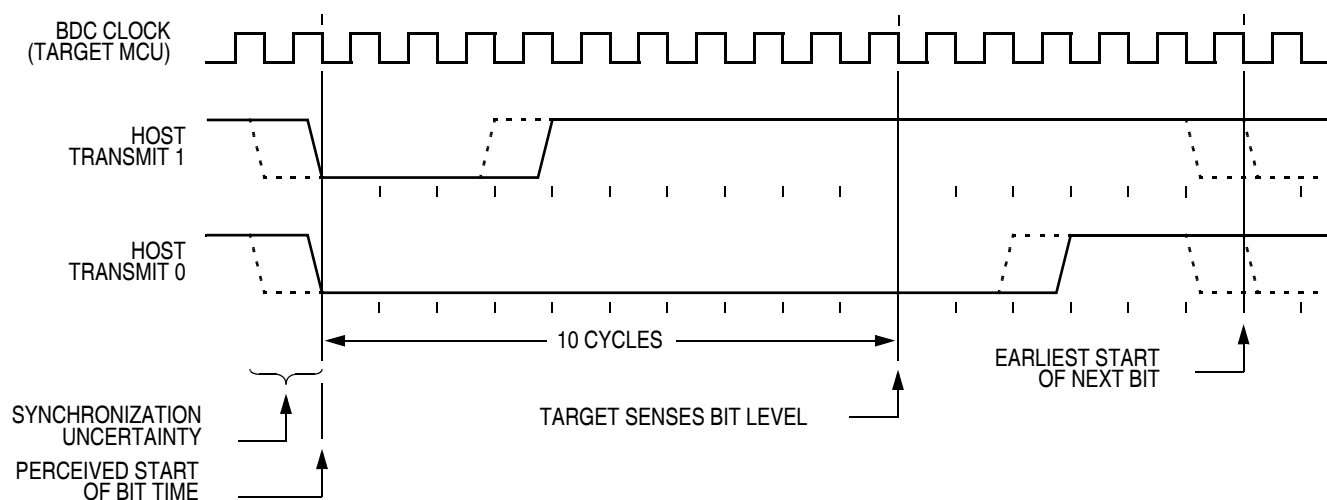 BDC CLOCK
(TARGET MCU)
HOST
TRANSMIT 1
HOST
TRANSMIT 0
10 CYCLES
EARLIEST START
OF NEXT BIT
SYNCHRONIZATION
UNCERTAINTY
TARGET SENSES BIT LEVEL
PERCEIVED START
OF BIT TIME